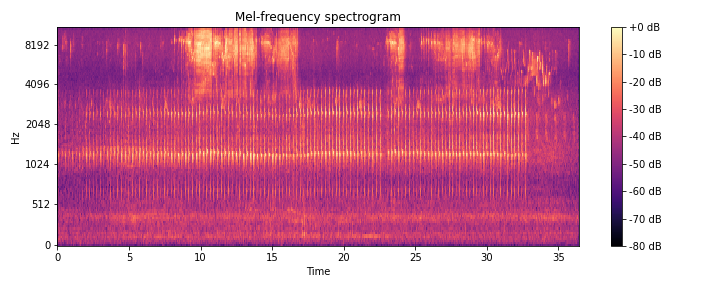 Mel-frequency spectrogram
8192
4096
2048
1024
512
0
Hz
0 5 10 15 20 25 30 35
Time
+0 dB
-10 dB
-20 dB
-30 dB
-40 dB
-50 dB
-60 dB
-70 dB
-80 dB